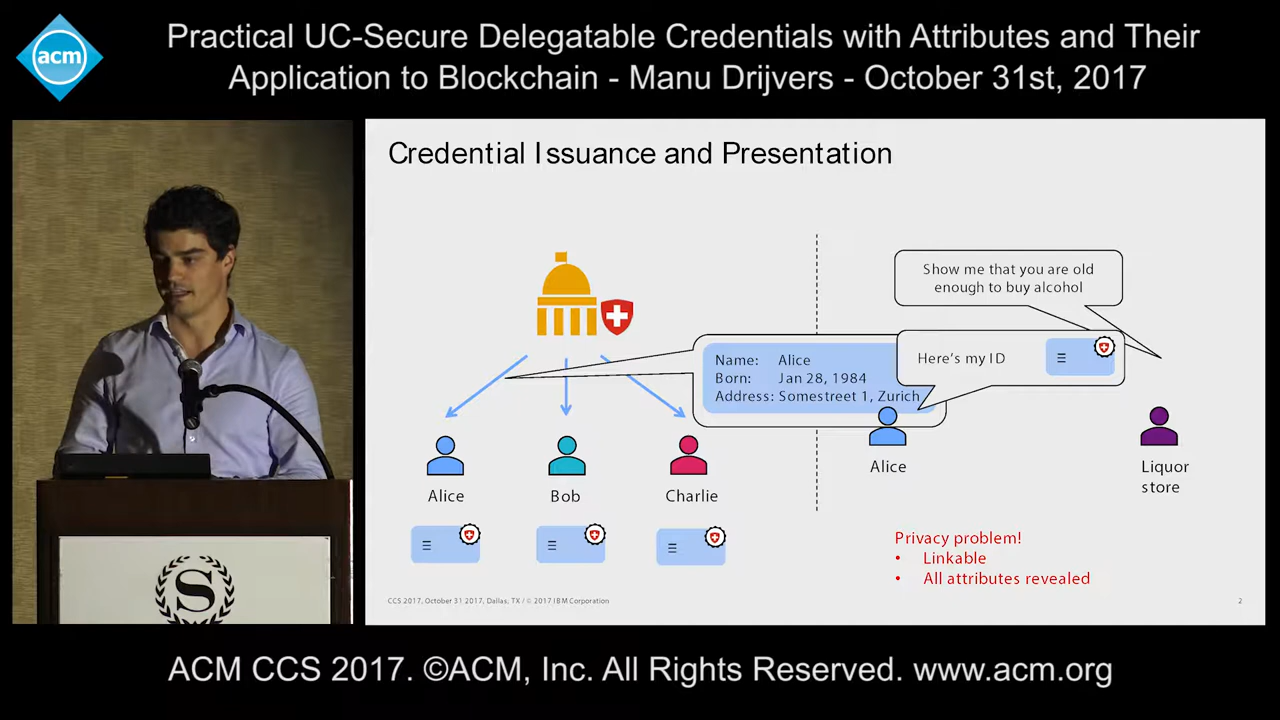 acm
Practical UC-Secure Delegatable Credentials with Attributes and Their
Application to Blockchain - Manu Drijvers - October 31st, 2017
Credential Issuance and Presentation
Show me that you are old
enough to buy alcohol
Name: Alice
Born: Jan 28, 1984
Address: Somestreet 1, Zurich
Here's my ID
Alice
Bob
Charlie
Alice
Liquor
store
Privacy problem!
• Linkable
• All attributes revealed
CCS 2017, October 31 2017, Dallas, TX / © 2017 IBM Corporation
2
S
ACM CCS 2017. ©ACM, Inc. All Rights Reserved. www.acm.org